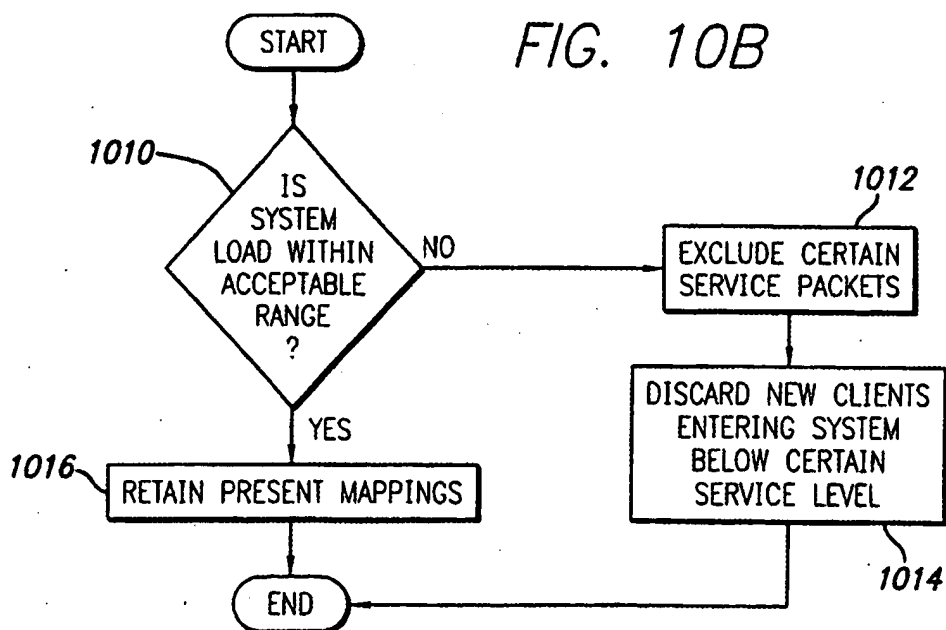 START
FIG. 10B
1010
IS
SYSTEM
LOAD WITHIN
ACCEPTABLE
RANGE
?
NO
1012
EXCLUDE CERTAIN
SERVICE PACKETS
DISCARD NEW CLIENTS
ENTERING SYSTEM
BELOW CERTAIN
SERVICE LEVEL
1014
YES
1016
RETAIN PRESENT MAPPINGS
END